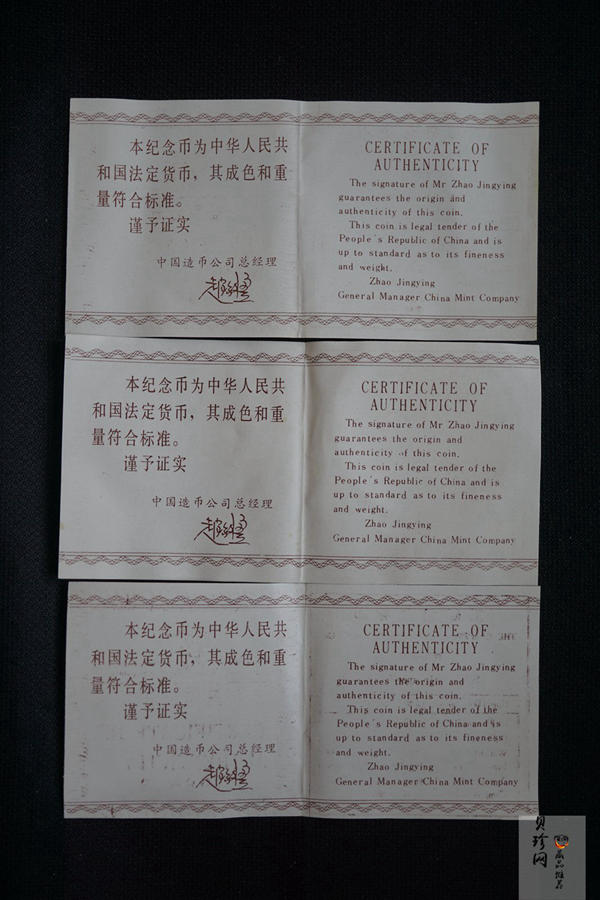 本纪念币为中华人民共
和国法定货币，其成色和重
量符合标准。
谨予证实
中国造币公司总经理
CERTIFICATE OF
AUTHENTICITY
The signature of Mr Zhao Jingying
guarantees the origin and
authenticity of this coin.
This coin is legal tender of the
People's Republic of China and is
up to standard as to its fineness
and weight.
Zhao Jingying
General Manager China Mint Company
本纪念币为中华人民共
和国法定货币，其成色和重
量符合标准。
谨予证实
中国造币公司总经理
CERTIFICATE OF
AUTHENTICITY
The signature of Mr Zhao Jingying
guarantees the origin and
authenticity of this coin.
This coin is legal tender of the
People's Republic of China and is
up to standard as to its fineness
and weight.
Zhao Jingying
General Manager China Mint Company
本纪念币为中华人民共
和国法定货币，其成色和重
量符合标准。
谨予证实
中国造币公司总经理
CERTIFICATE OF
AUTHENTICITY
The signature of Mr Zhao Jingying
guarantees the origin and
authenticity of this coin.
This coin is legal tender of the
People's Republic of China and is
up to standard as to its fineness
and weight.
Zhao Jingying
General Manager China Mint Company
贝珍网
藏品推荐